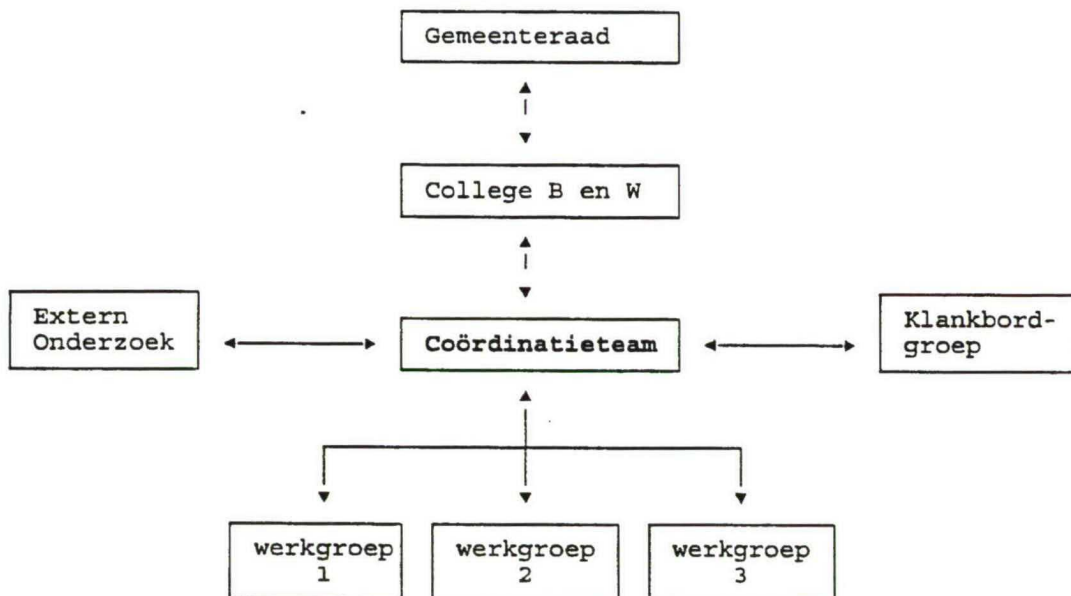 Gemeenteraad
College B en W
Extern
Onderzoek
Coördinatieteam
Klankbord-
groep
werkgroep
1
werkgroep
2
werkgroep
3